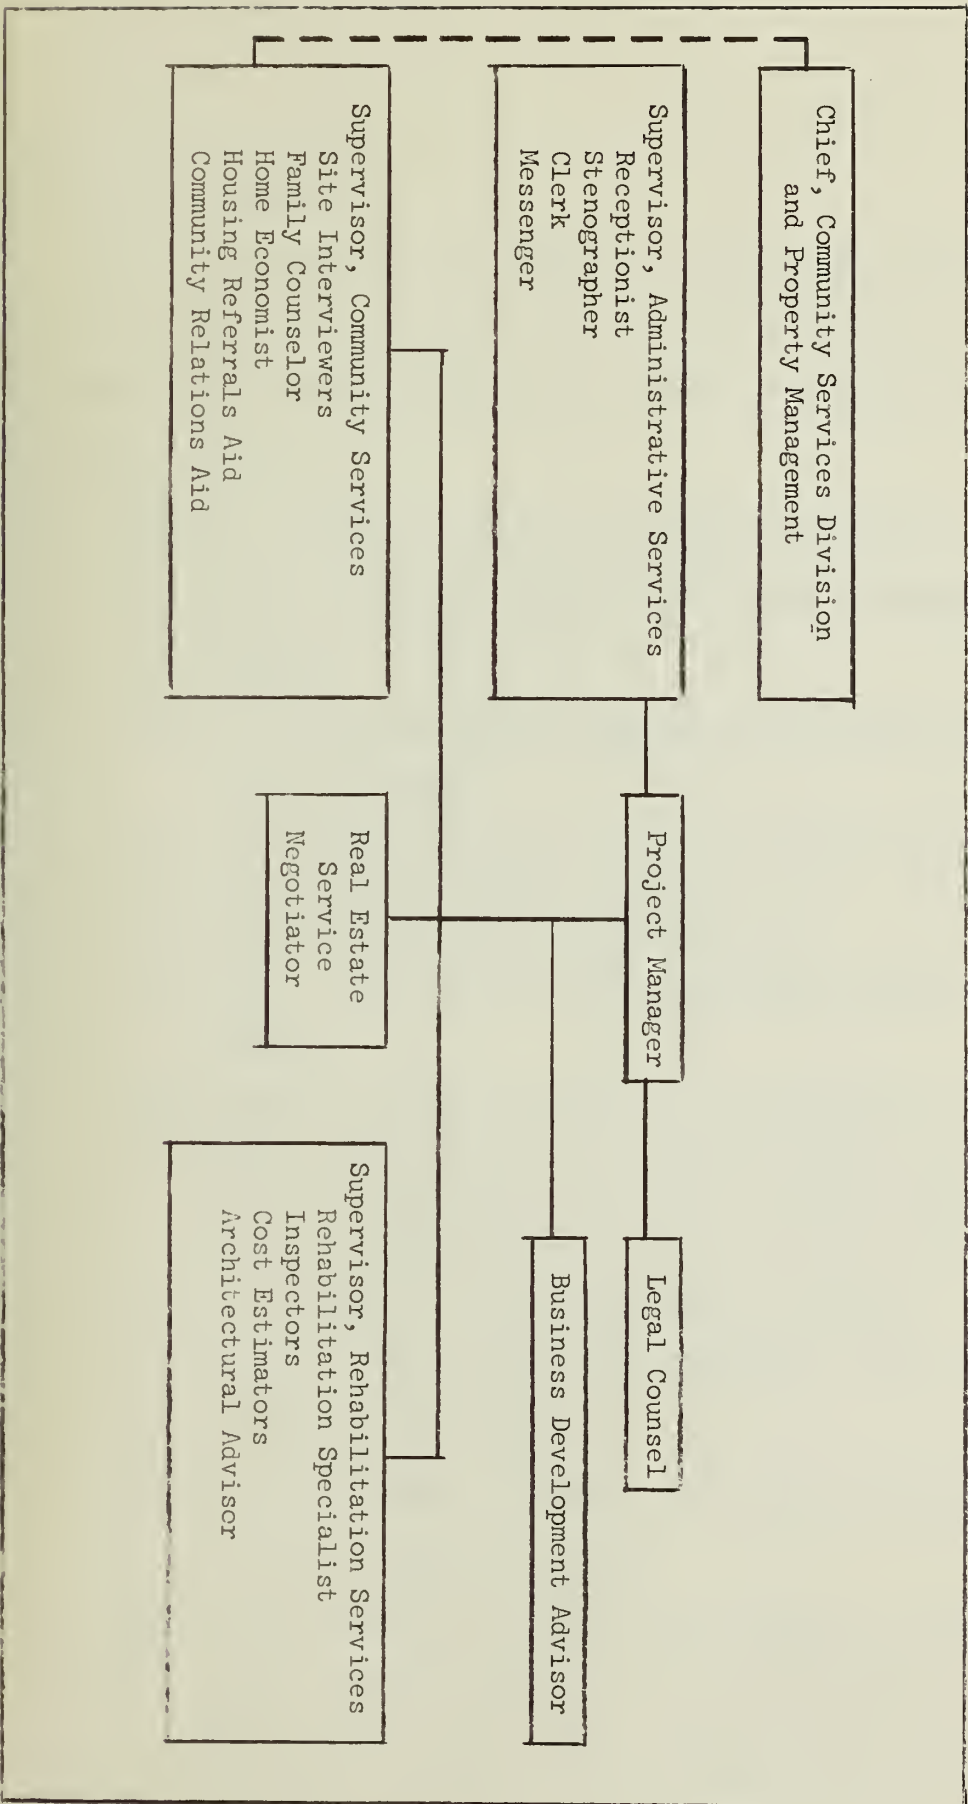 Chief, Community Services Division
and Property Management
Supervisor, Administrative Services
Receptionist
Stenographer
Clerk
Messenger
Project Manager
Legal Counsel
Business Development Advisor
Supervisor, Community Services
Site Interviewers
Family Counselor
Home Economist
Housing Referrals Aid
Community Relations Aid
Real Estate
Service
Negotiator
Supervisor, Rehabilitation Services
Rehabilitation Specialist
Inspectors
Cost Estimators
Architectural Advisor